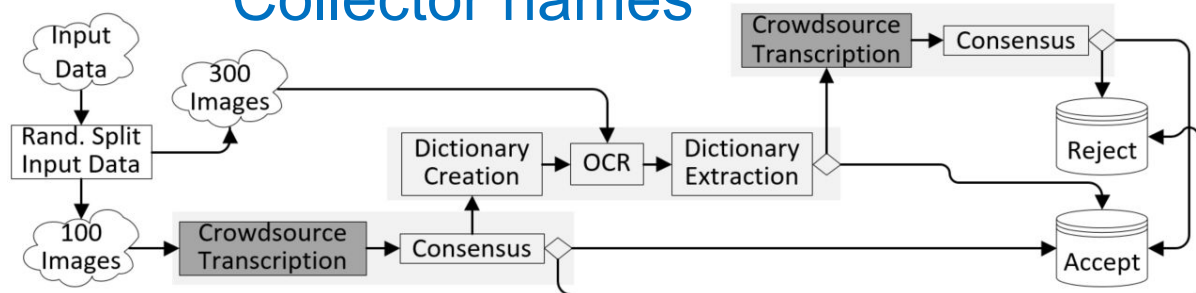 Collector names
Input
Data
Rand. Split
Input Data
300
Images
100
Images
Crowdsource
Transcription
Consensus
Dictionary
Creation
OCR
Dictionary
Extraction
Crowdsource
Transcription
Consensus
Reject
Accept